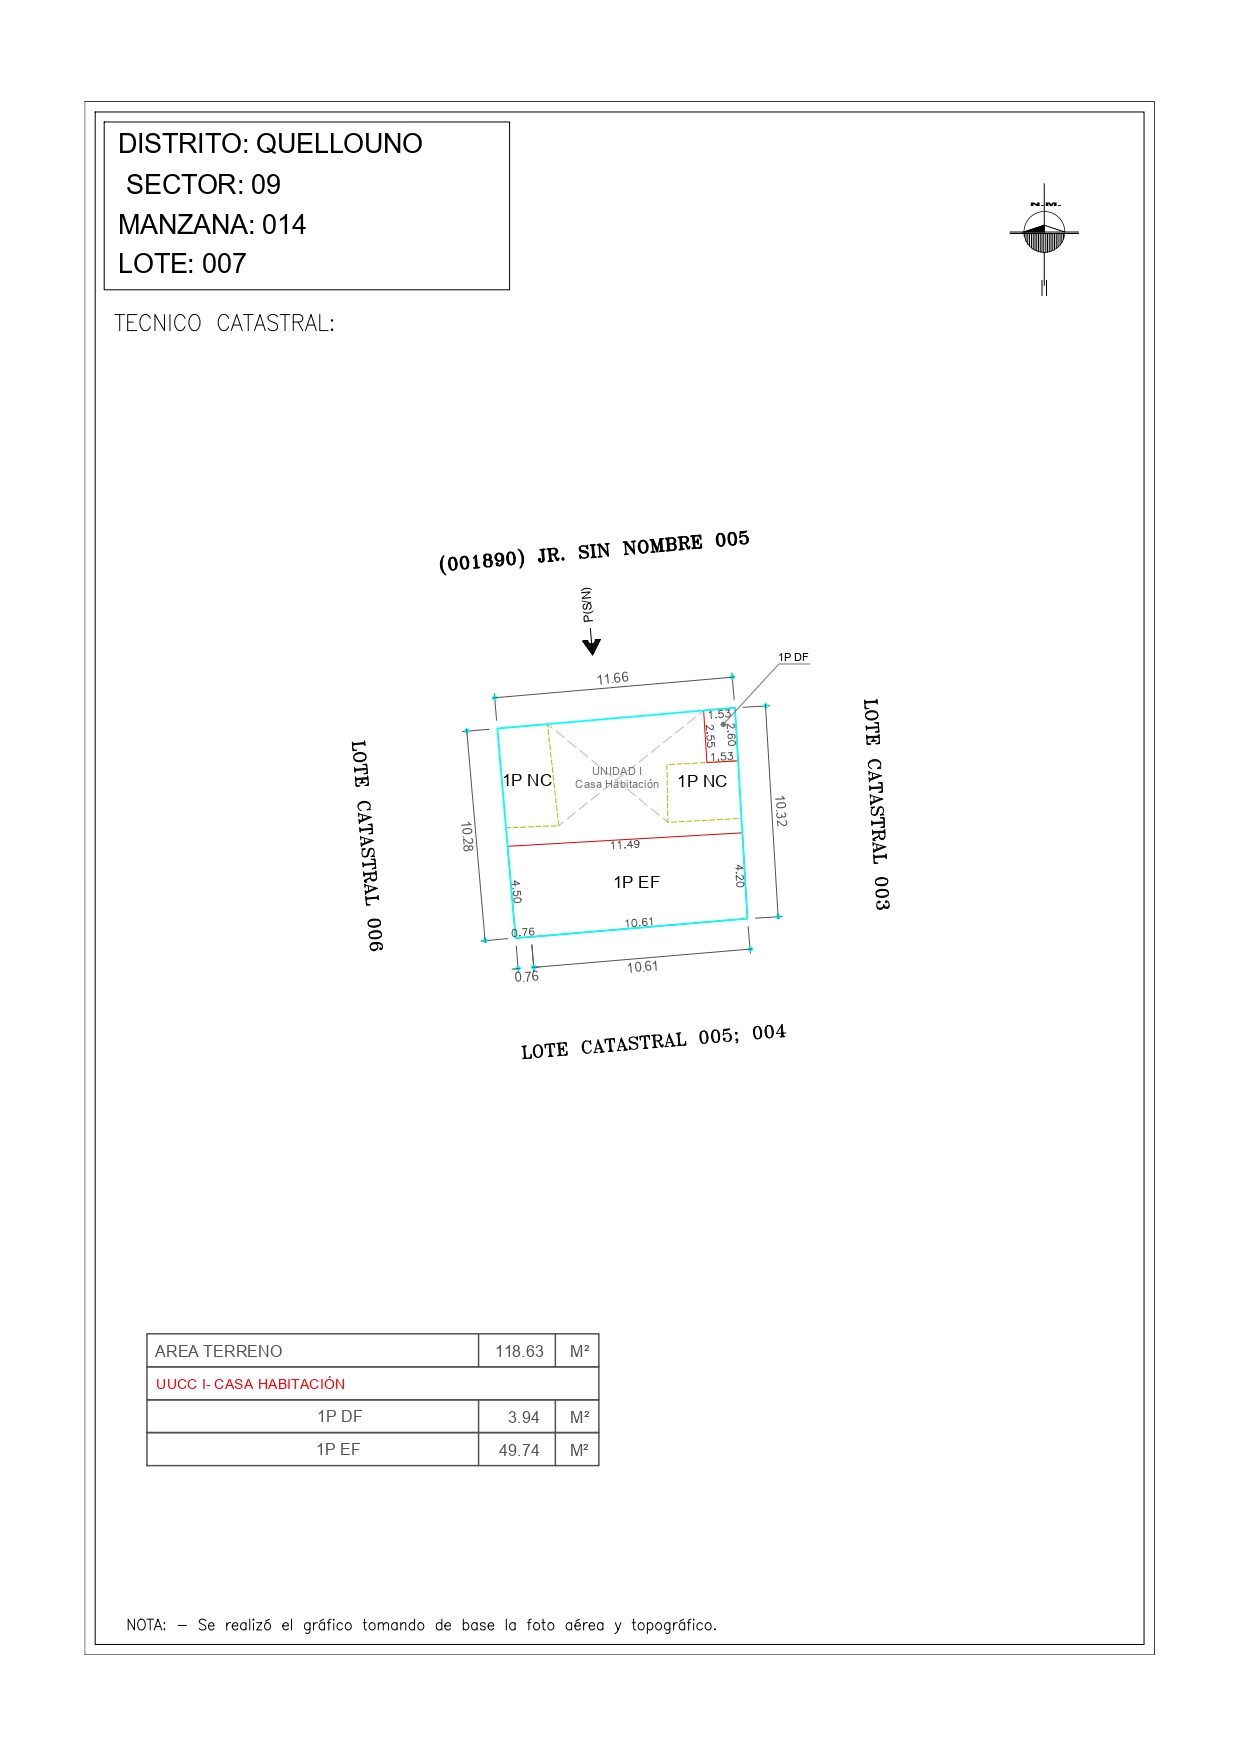 DISTRITO: QUELLOUNO
SECTOR: 09
MANZANA: 014
LOTE: 007
N.M.
TECNICO CATASTRAL:
(001890) JR. SIN NOMBRE 005
P(S/N)
1P DF
11.66
1.53
2.55
2.60
1.53
LOTE CATASTRAL 006
10.28
1P NC
UNIDAD I
Casa Habitación
1P NC
10.32
LOTE CATASTRAL 003
11.49
4.50
1P EF
4.20
0.76
10.61
0.76
10.61
LOTE CATASTRAL 005; 004
AREA TERRENO 118.63 M²
UUCC I- CASA HABITACIÓN
1P DF 3.94 M²
1P EF 49.74 M²
NOTA: – Se realizó el gráfico tomando de base la foto aérea y topográfico.